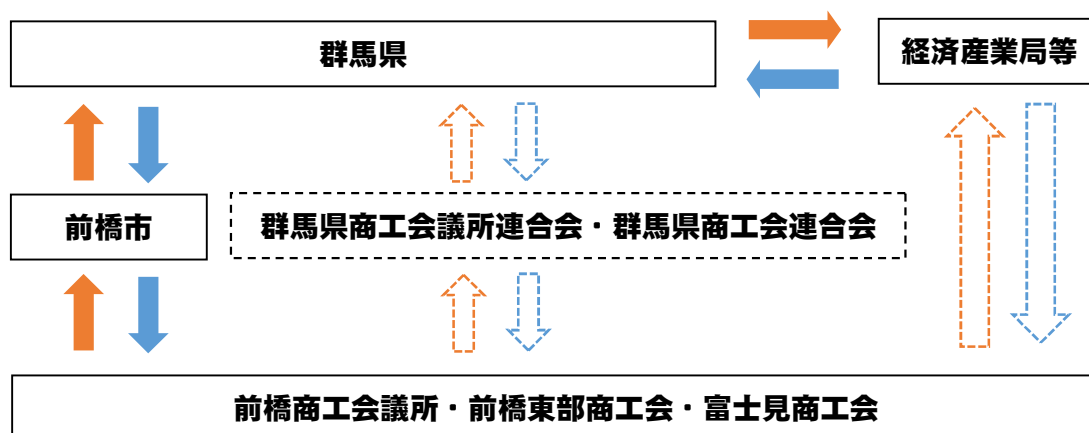 群馬県
経済産業局等
前橋市
群馬県商工会議所連合会・群馬県商工会連合会
前橋商工会議所・前橋東部商工会・富士見商工会